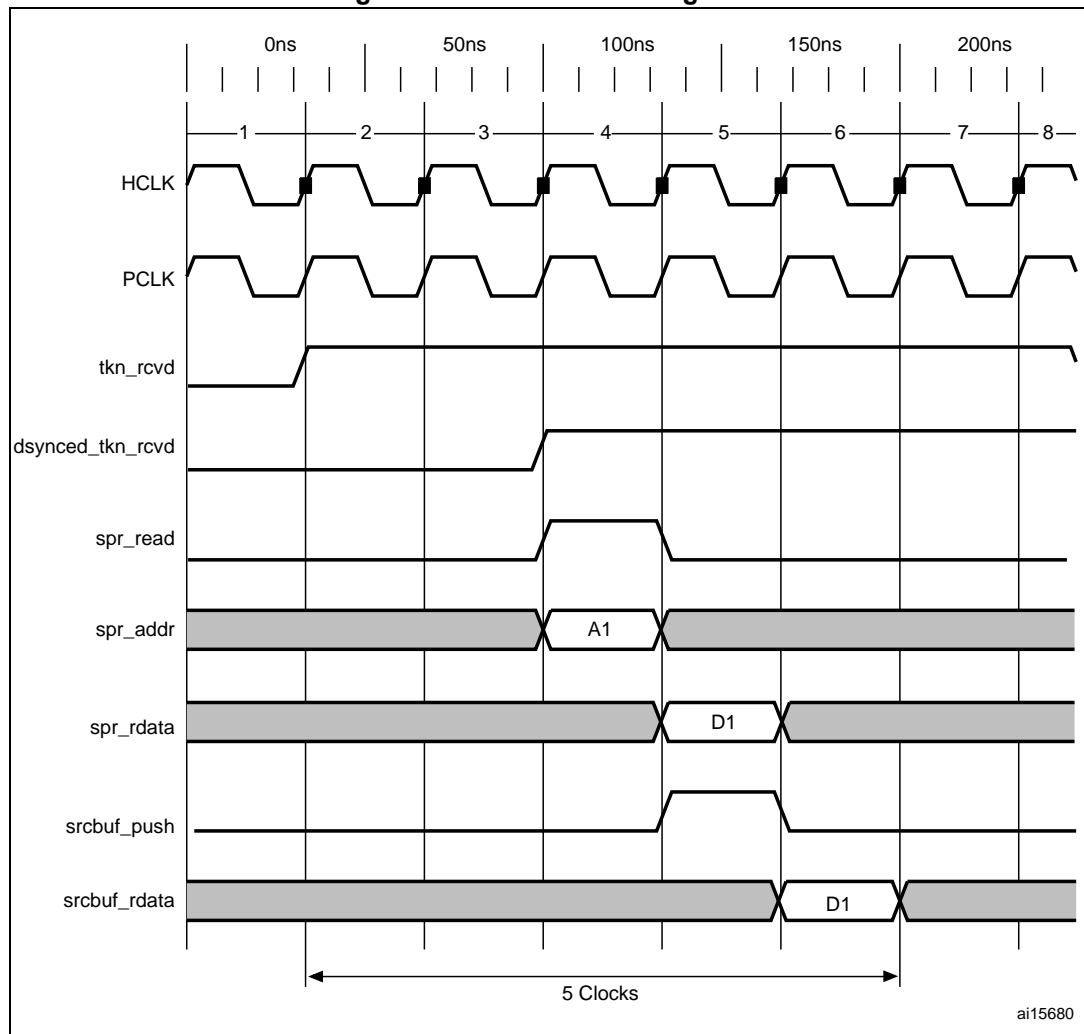 0ns 50ns 100ns 150ns 200ns
1 2 3 4 5 6 7 8
HCLK
PCLK
tkn_rcvd
dsynced_tkn_rcvd
spr_read
spr_addr A1
spr_rdata D1
srcbuf_push
srcbuf_rdata D1
5 Clocks
ai15680